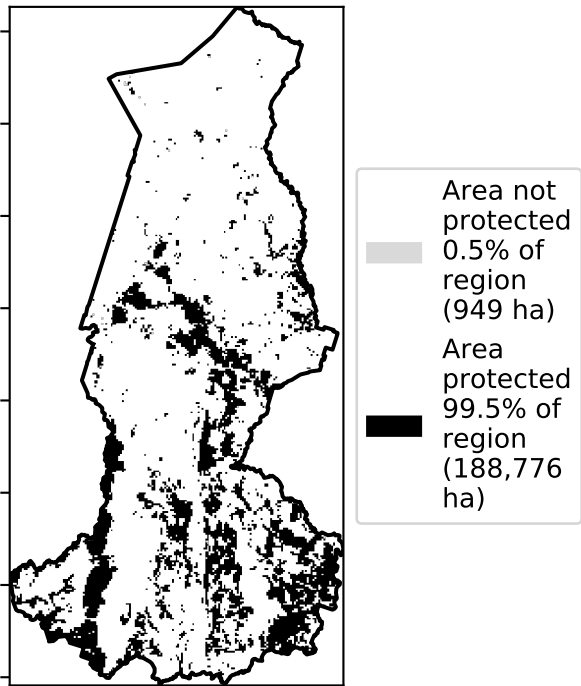 Area not
protected
0.5% of
region
(949 ha)
Area
protected
99.5% of
region
(188,776
ha)